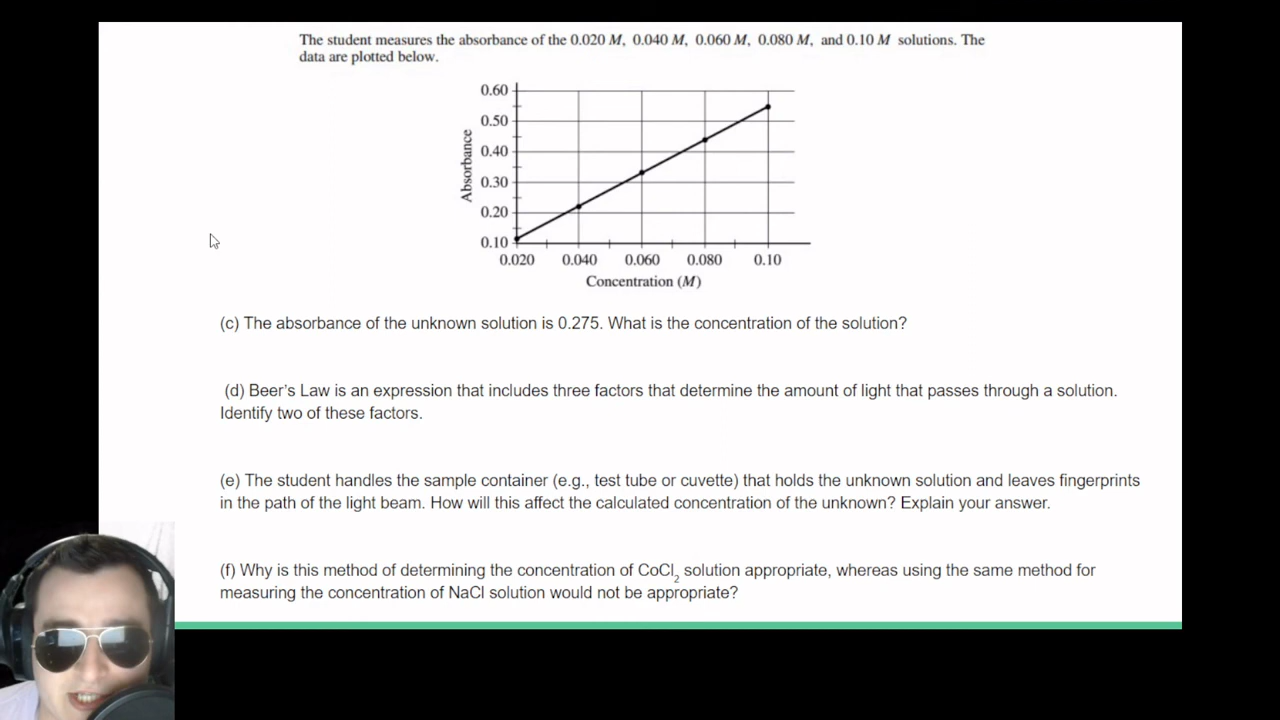 The student measures the absorbance of the 0.020 M, 0.040 M, 0.060 M, 0.080 M, and 0.10 M solutions. The
data are plotted below.
0.60
0.50
0.40
0.30
0.20
0.10
Absorbance
0.020 0.040 0.060 0.080 0.10
Concentration (M)
(c) The absorbance of the unknown solution is 0.275. What is the concentration of the solution?
(d) Beer's Law is an expression that includes three factors that determine the amount of light that passes through a solution.
Identify two of these factors.
(e) The student handles the sample container (e.g., test tube or cuvette) that holds the unknown solution and leaves fingerprints
in the path of the light beam. How will this affect the calculated concentration of the unknown? Explain your answer.
(f) Why is this method of determining the concentration of CoCl₂ solution appropriate, whereas using the same method for
measuring the concentration of NaCl solution would not be appropriate?